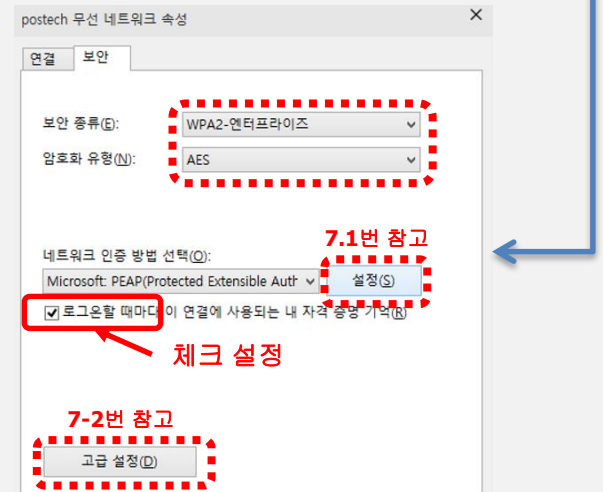 postech 무선 네트워크 속성
연결 보안
보안 종류(E): WPA2-엔터프라이즈
암호화 유형(N): AES
7.1번 참고
네트워크 인증 방법 선택(O):
Microsoft: PEAP(Protected Extensible Auth 설정(S)
로그온할 때마다 이 연결에 사용되는 내 자격 증명 기억(R)
체크 설정
7-2번 참고
고급 설정(D)